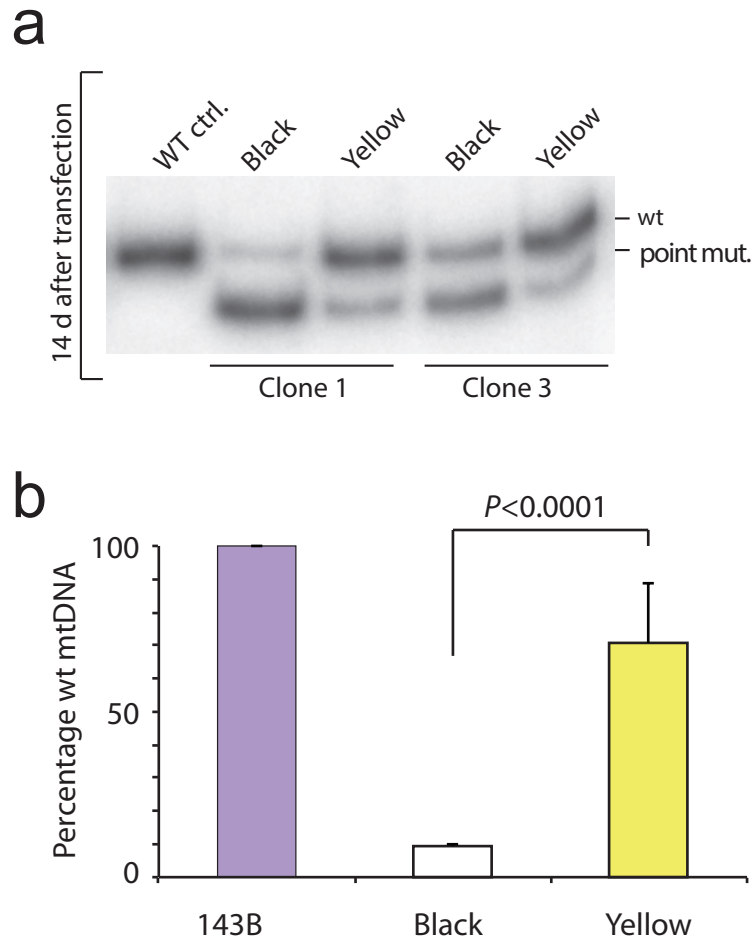 a
14 d after transfection
WT ctrl.
Black
Yellow
Black
Yellow
wt
point mut.
Clone 1
Clone 3
b
P<0.0001
Percentage wt mtDNA
100
50
0
143B
Black
Yellow